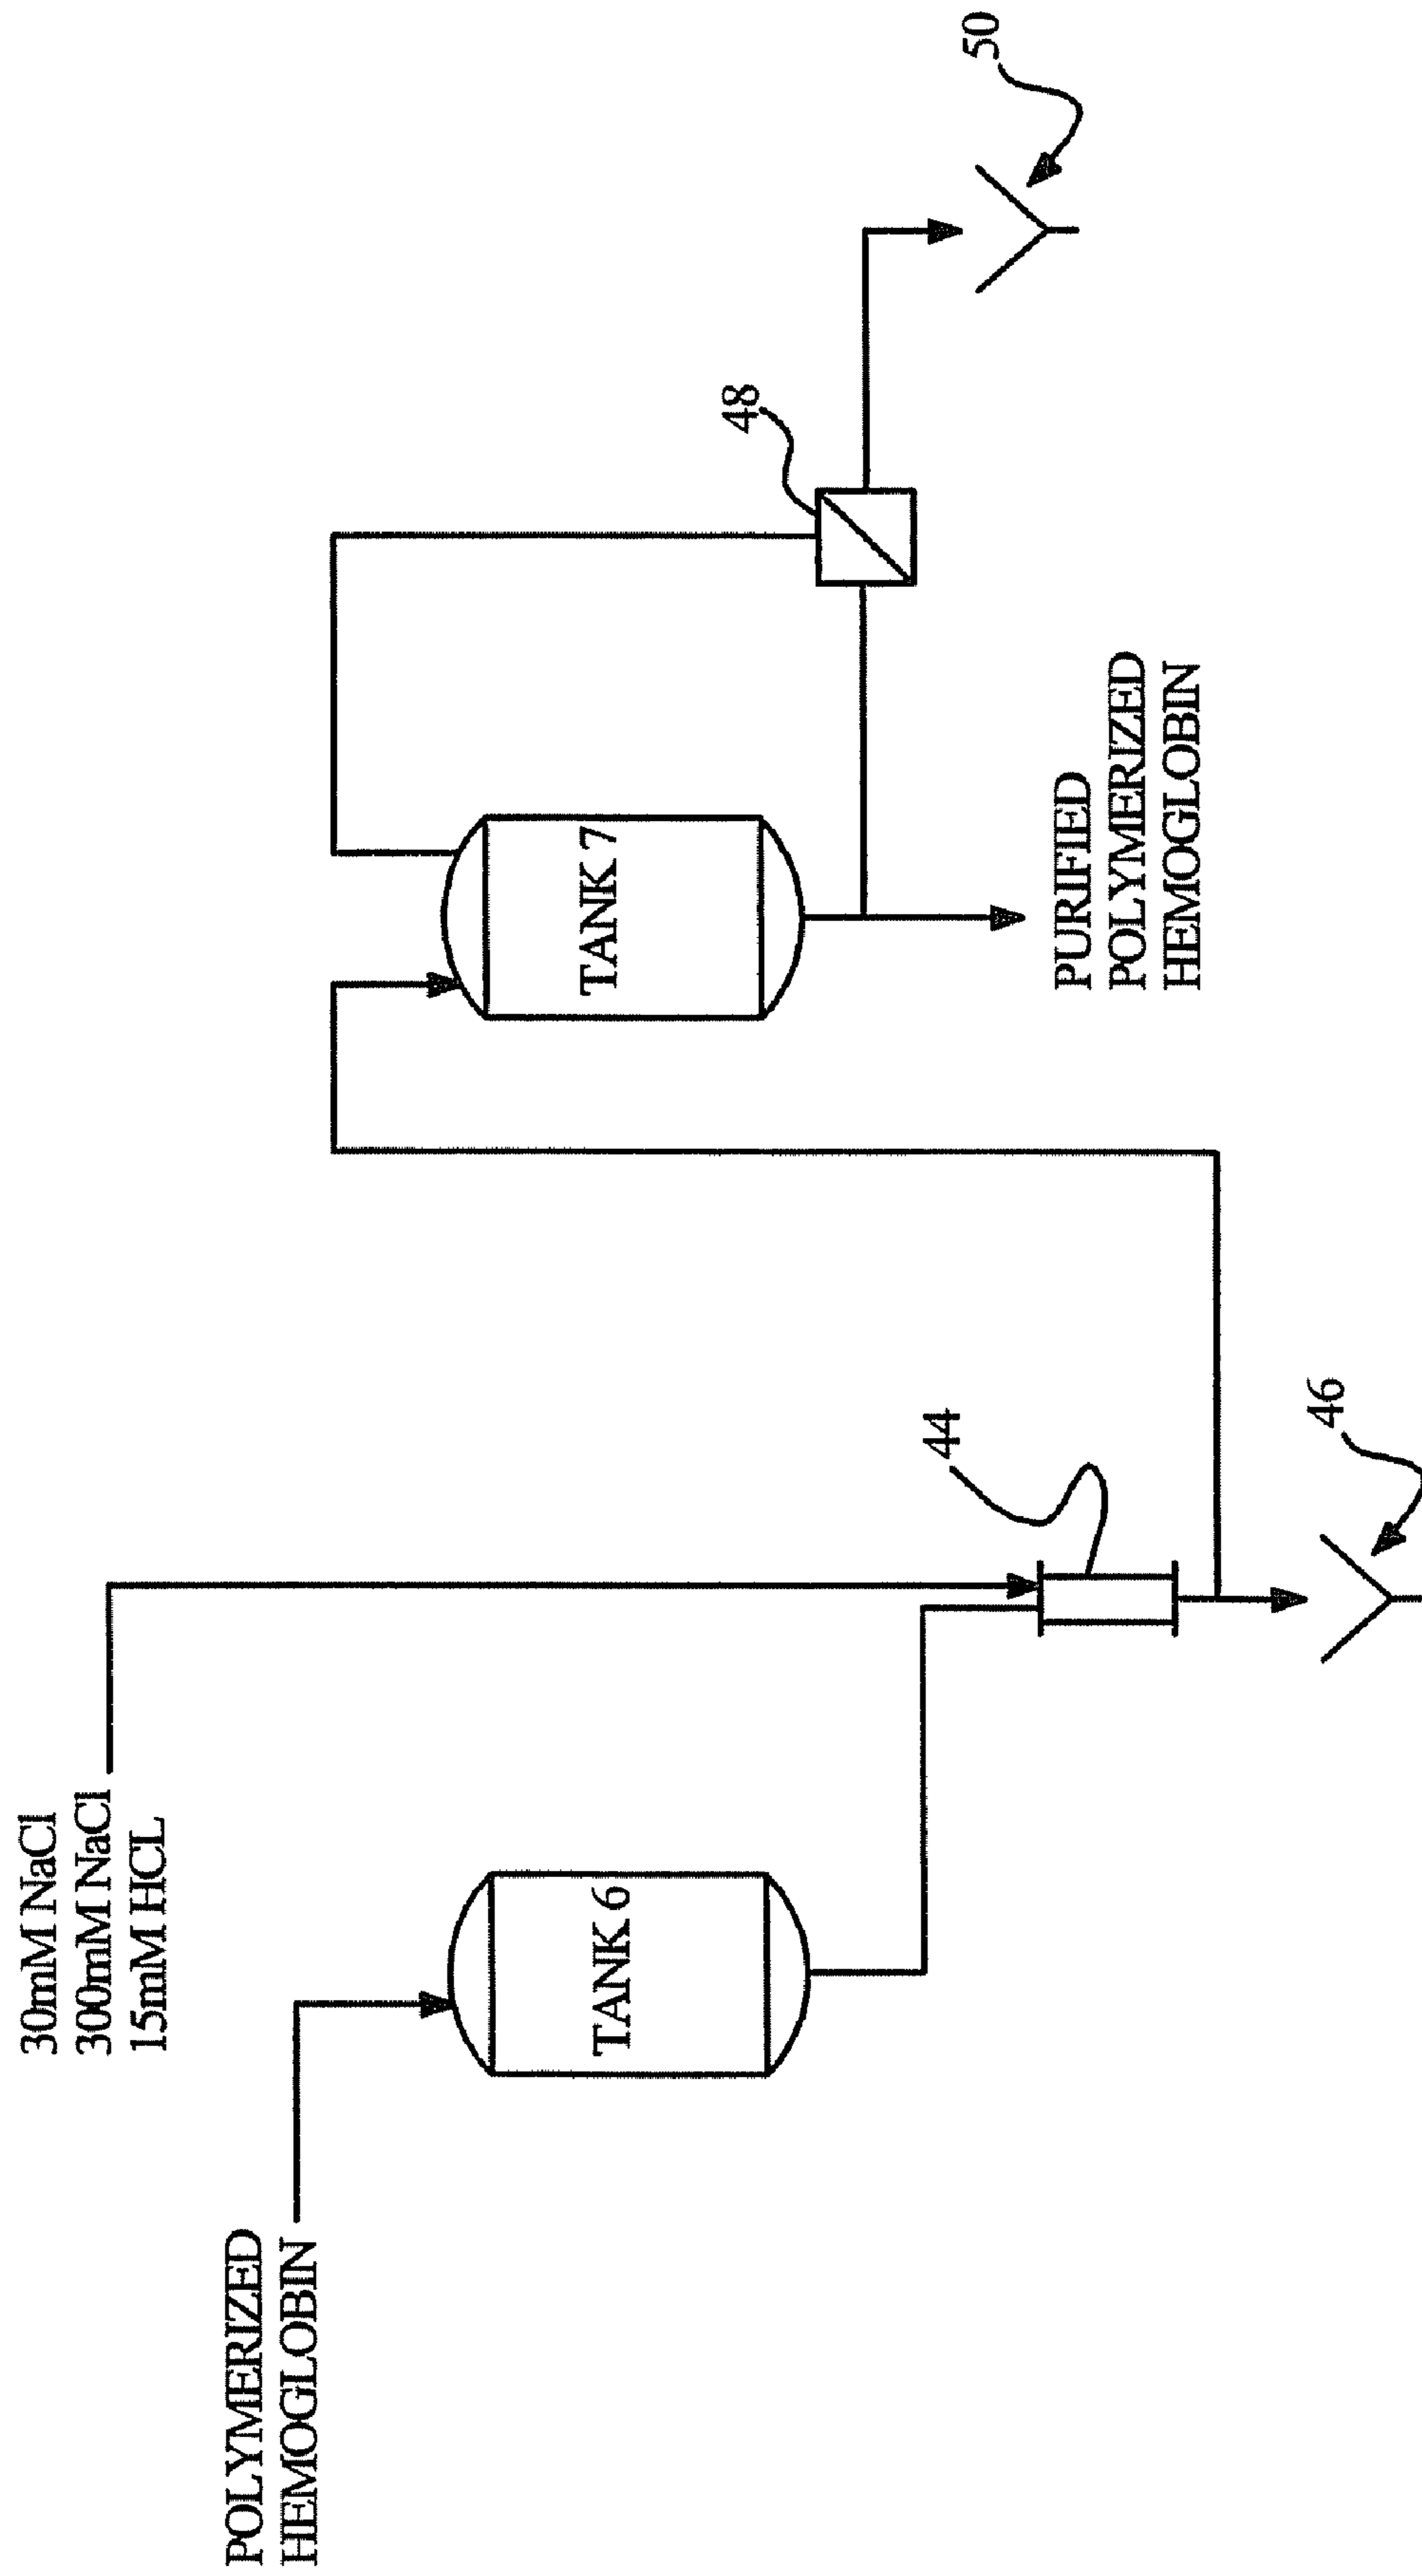 30mM NaCl
300mM NaCl
15mM HCL
POLYMERIZED
HEMOGLOBIN
TANK 6
44
46
TANK 7
48
50
PURIFIED
POLYMERIZED
HEMOGLOBIN